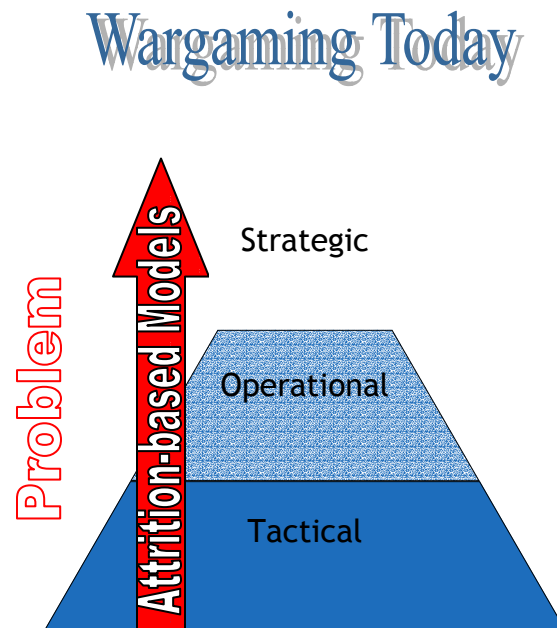 Wargaming Today
Strategic
Problem
Attrition-based Models
Operational
Tactical